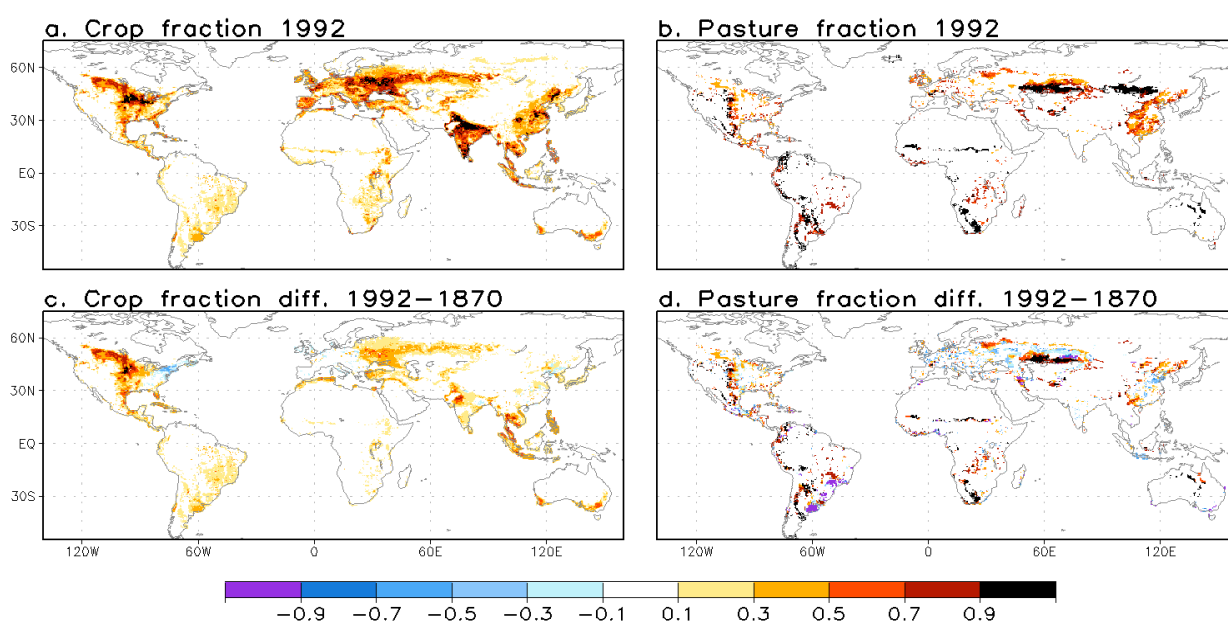 a. Crop fraction 1992
b. Pasture fraction 1992
60N
30N
EQ
30S
c. Crop fraction diff. 1992-1870
d. Pasture fraction diff. 1992-1870
60N
30N
EQ
30S
120W 60W 0 60E 120E
120W 60W 0 60E 120E
-0.9 -0.7 -0.5 -0.3 -0.1 0.1 0.3 0.5 0.7 0.9